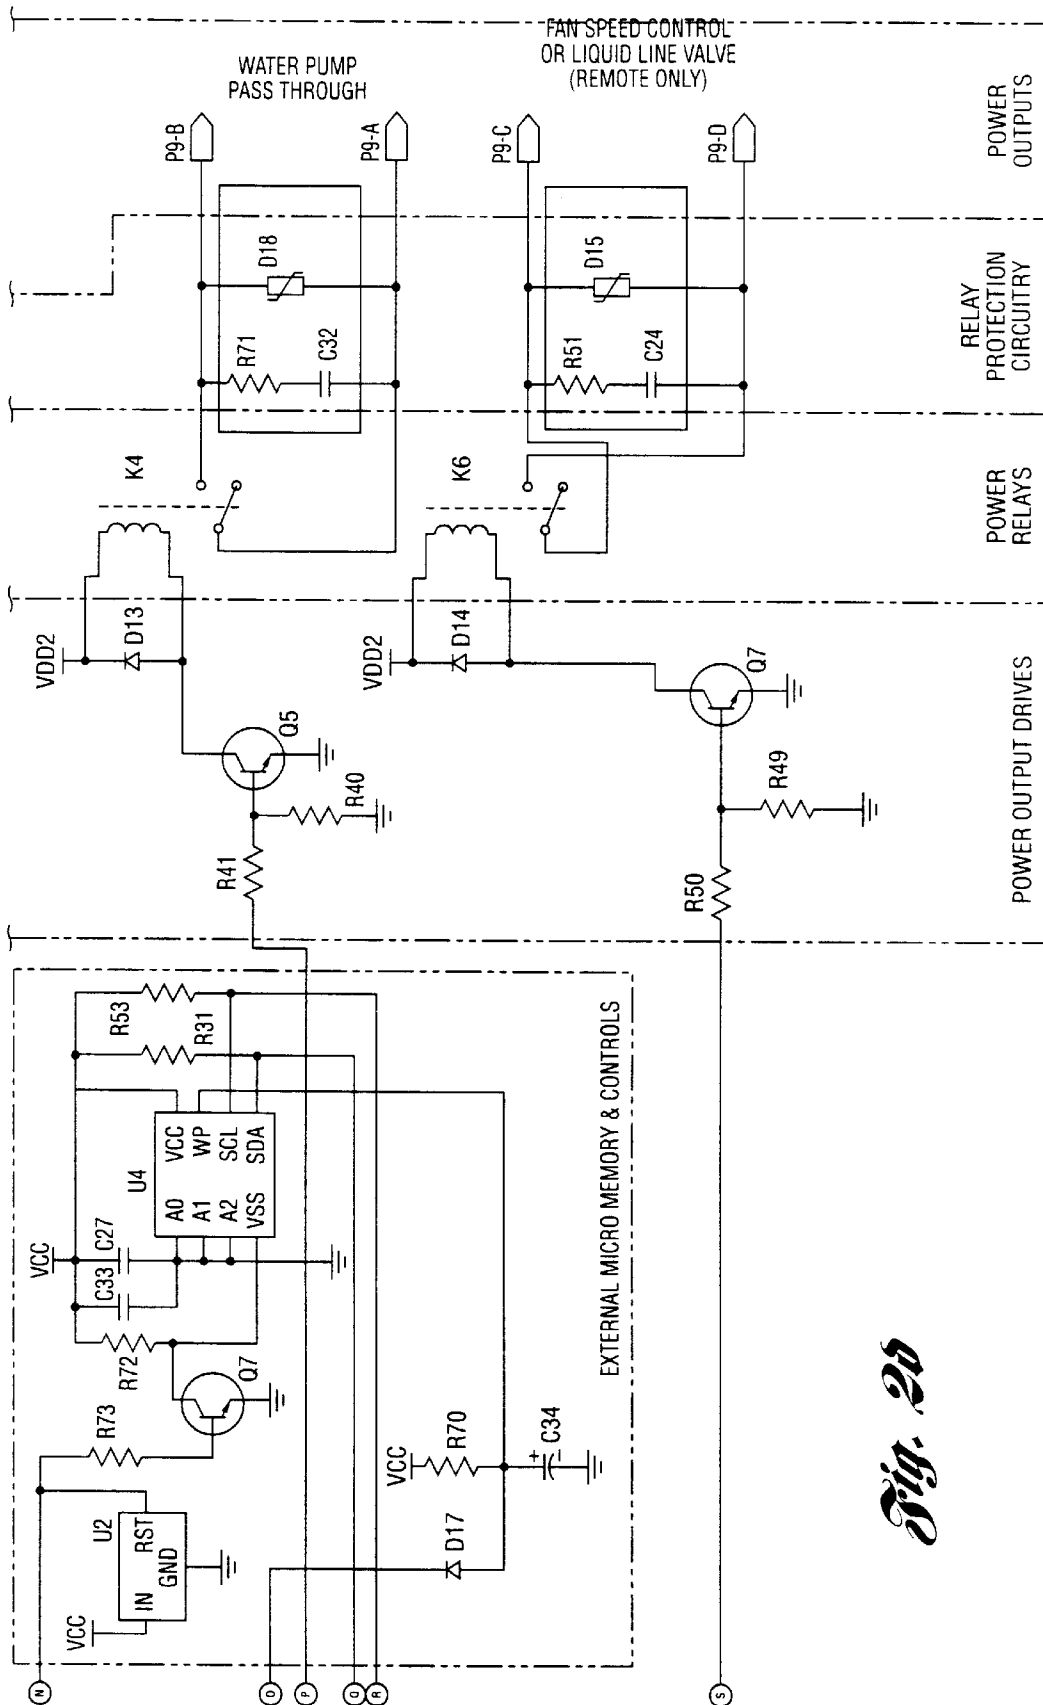 WATER PUMP
PASS THROUGH
FAN SPEED CONTROL
OR LIQUID LINE VALVE
(REMOTE ONLY)
POWER
OUTPUTS
P9-B
P9-A
P9-C
P9-D
D18
D15
R71
C32
R51
C24
RELAY
PROTECTION
CIRCUITRY
K4
K6
POWER
RELAYS
VDD2
D13
VDD2
D14
Q5
Q7
R40
R41
R49
R50
POWER OUTPUT DRIVES
R53
R31
VCC
C27
C33
U4
VCC
WP
SCL
SDA
A0
A1
A2
VSS
R72
R73
Q7
VCC
R70
C34
D17
U2
IN
RST
GND
VCC
EXTERNAL MICRO MEMORY & CONTROLS
N
O
P
Q
R
S